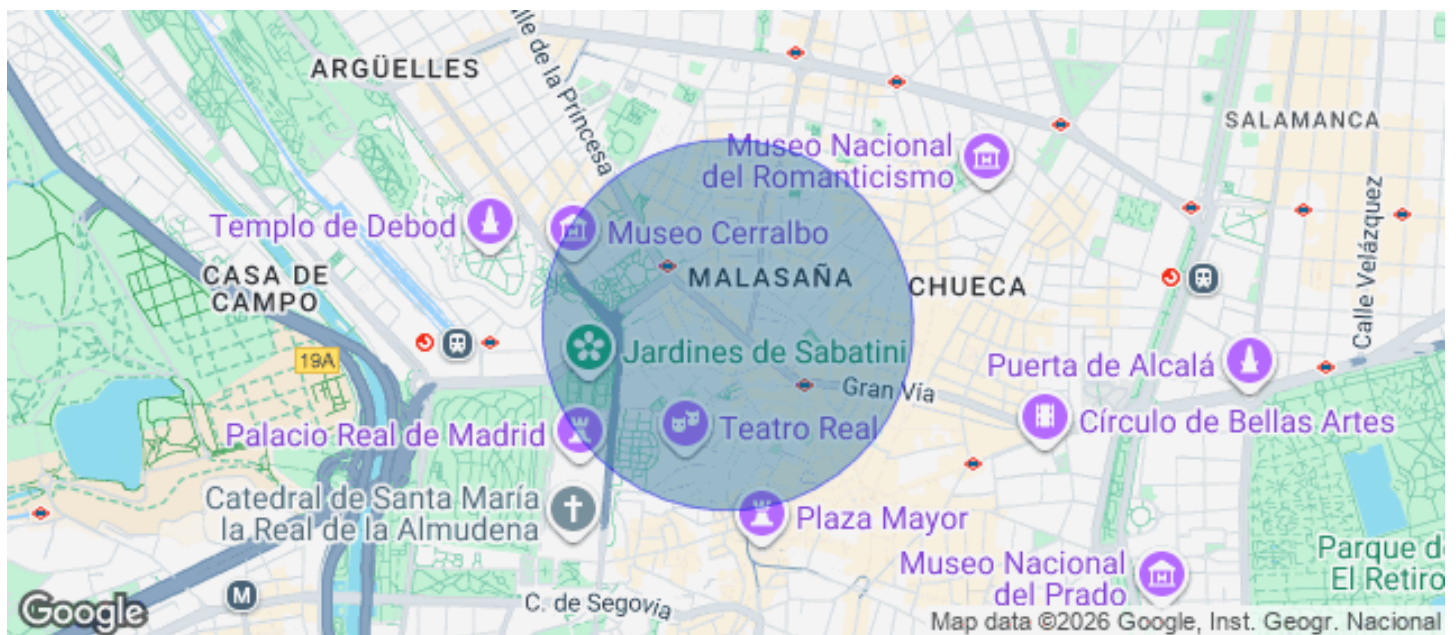 ARGÜELLES
lle de la Princesa
SALAMANCA
Museo Nacional
del Romanticismo
Calle Velázquez
Templo de Debod
Museo Cerralbo
CASA DE
CAMPO
MALASAÑA
CHUECA
19A
Jardines de Sabatini
Puerta de Alcalá
Gran Vía
Palacio Real de Madrid
Teatro Real
Círculo de Bellas Artes
Catedral de Santa María
la Real de la Almudena
Plaza Mayor
Museo Nacional
del Prado
Parque d
El Retiro
M
C. de Segovia
Google
Map data ©2026 Google, Inst. Geogr. Nacional